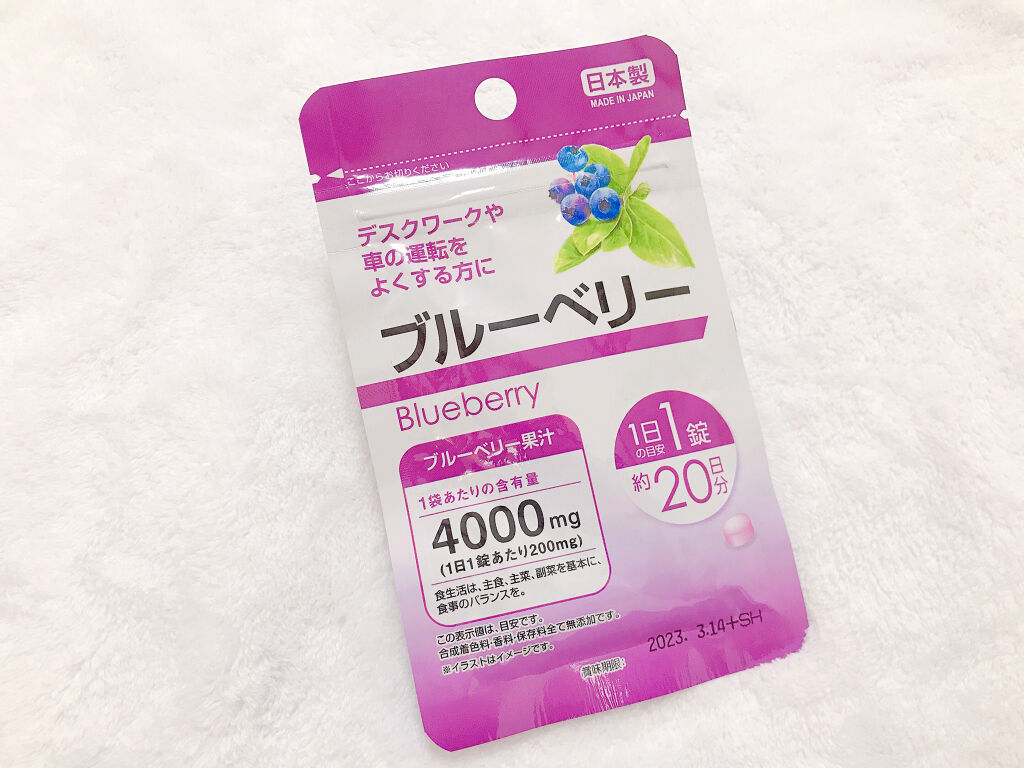 日本製
MADE IN JAPAN
ここからお切りください
デスクワークや
車の運転を
よくする方に
ブルーベリー
Blueberry
ブルーベリー果汁
1袋あたりの含有量
4000mg
(1日1錠あたり200mg)
食生活は、主食、主菜、副菜を基本に、
食事のバランスを。
1日1錠
の目安
約20日分
この表示値は、目安です。
合成着色料・香料・保存料全て無添加です。
※イラストはイメージです。
賞味期限:
2023. 3.14+SH